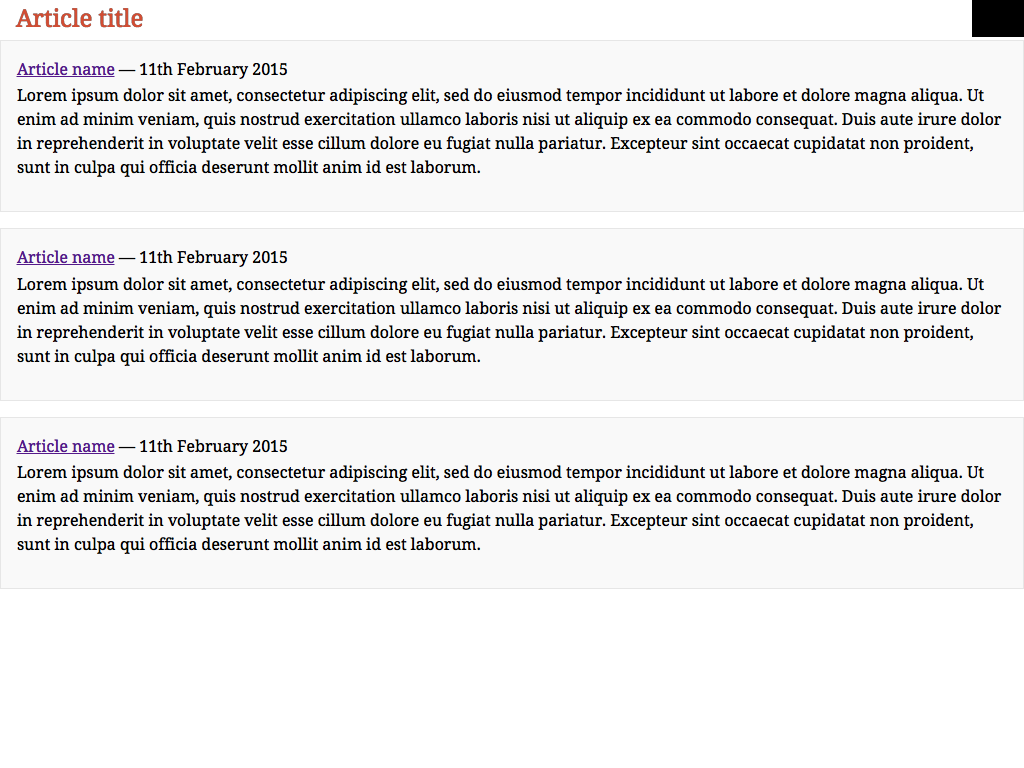 Article title
Article name — 11th February 2015
Lorem ipsum dolor sit amet, consectetur adipiscing elit, sed do eiusmod tempor incididunt ut labore et dolore magna aliqua. Ut
enim ad minim veniam, quis nostrud exercitation ullamco laboris nisi ut aliquip ex ea commodo consequat. Duis aute irure dolor
in reprehenderit in voluptate velit esse cillum dolore eu fugiat nulla pariatur. Excepteur sint occaecat cupidatat non proident,
sunt in culpa qui officia deserunt mollit anim id est laborum.
Article name — 11th February 2015
Lorem ipsum dolor sit amet, consectetur adipiscing elit, sed do eiusmod tempor incididunt ut labore et dolore magna aliqua. Ut
enim ad minim veniam, quis nostrud exercitation ullamco laboris nisi ut aliquip ex ea commodo consequat. Duis aute irure dolor
in reprehenderit in voluptate velit esse cillum dolore eu fugiat nulla pariatur. Excepteur sint occaecat cupidatat non proident,
sunt in culpa qui officia deserunt mollit anim id est laborum.
Article name — 11th February 2015
Lorem ipsum dolor sit amet, consectetur adipiscing elit, sed do eiusmod tempor incididunt ut labore et dolore magna aliqua. Ut
enim ad minim veniam, quis nostrud exercitation ullamco laboris nisi ut aliquip ex ea commodo consequat. Duis aute irure dolor
in reprehenderit in voluptate velit esse cillum dolore eu fugiat nulla pariatur. Excepteur sint occaecat cupidatat non proident,
sunt in culpa qui officia deserunt mollit anim id est laborum.